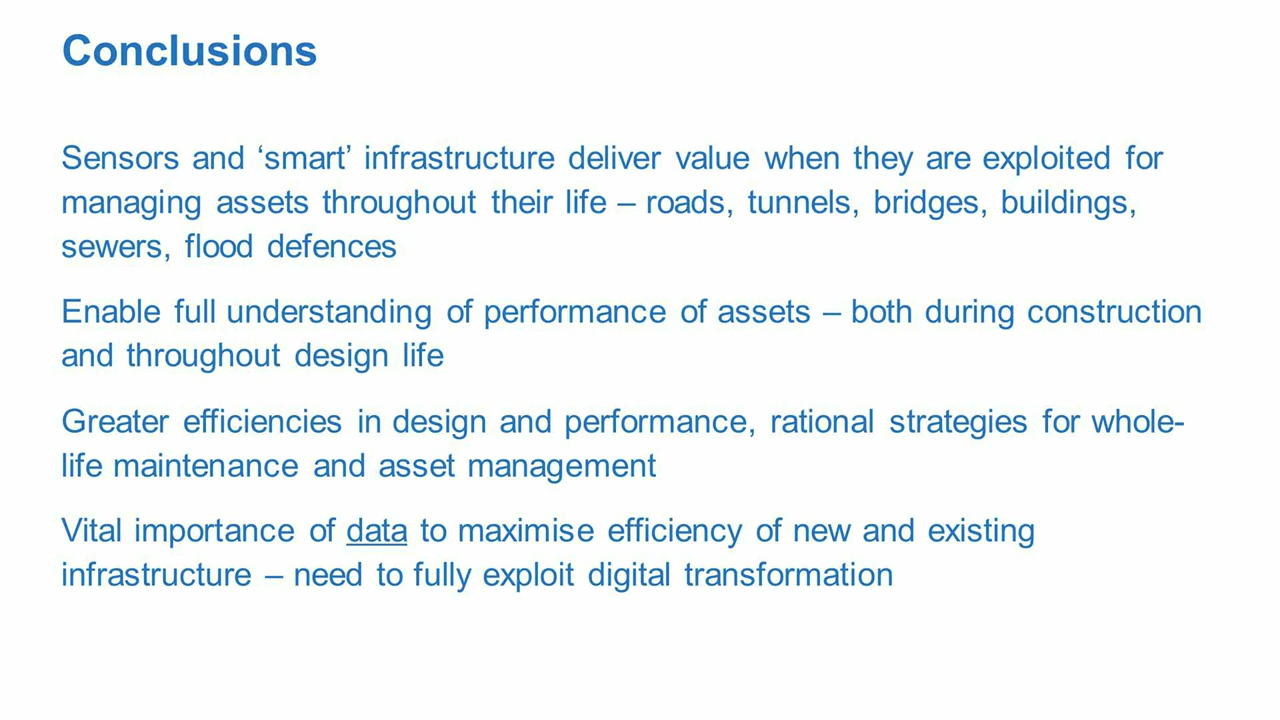 Conclusions
Sensors and ‘smart’ infrastructure deliver value when they are exploited for
managing assets throughout their life – roads, tunnels, bridges, buildings,
sewers, flood defences
Enable full understanding of performance of assets – both during construction
and throughout design life
Greater efficiencies in design and performance, rational strategies for whole-
life maintenance and asset management
Vital importance of data to maximise efficiency of new and existing
infrastructure – need to fully exploit digital transformation